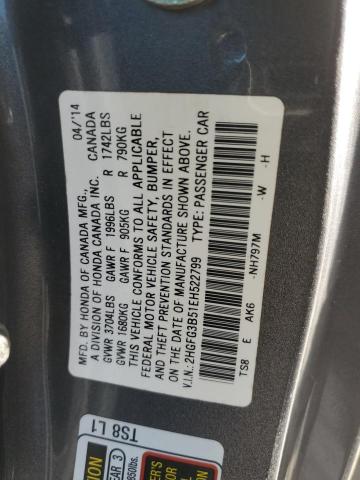 MFD. BY HONDA OF CANADA MFG., 04/'14
A DIVISION OF HONDA CANADA INC. CANADA
GVWR 3704LBS GAWR F 1996LBS R 1742LBS
GVWR 1680KG GAWR F 905KG R 790KG
THIS VEHICLE CONFORMS TO ALL APPLICABLE
FEDERAL MOTOR VEHICLE SAFETY, BUMPER,
AND THEFT PREVENTION STANDARDS IN EFFECT
ON THE DATE OF MANUFACTURE SHOWN ABOVE.
V.I.N.: 2HGFG3B51EH522799 TYPE: PASSENGER CAR
TS8 E AK6 -NH797M -W -H
TS8 L1